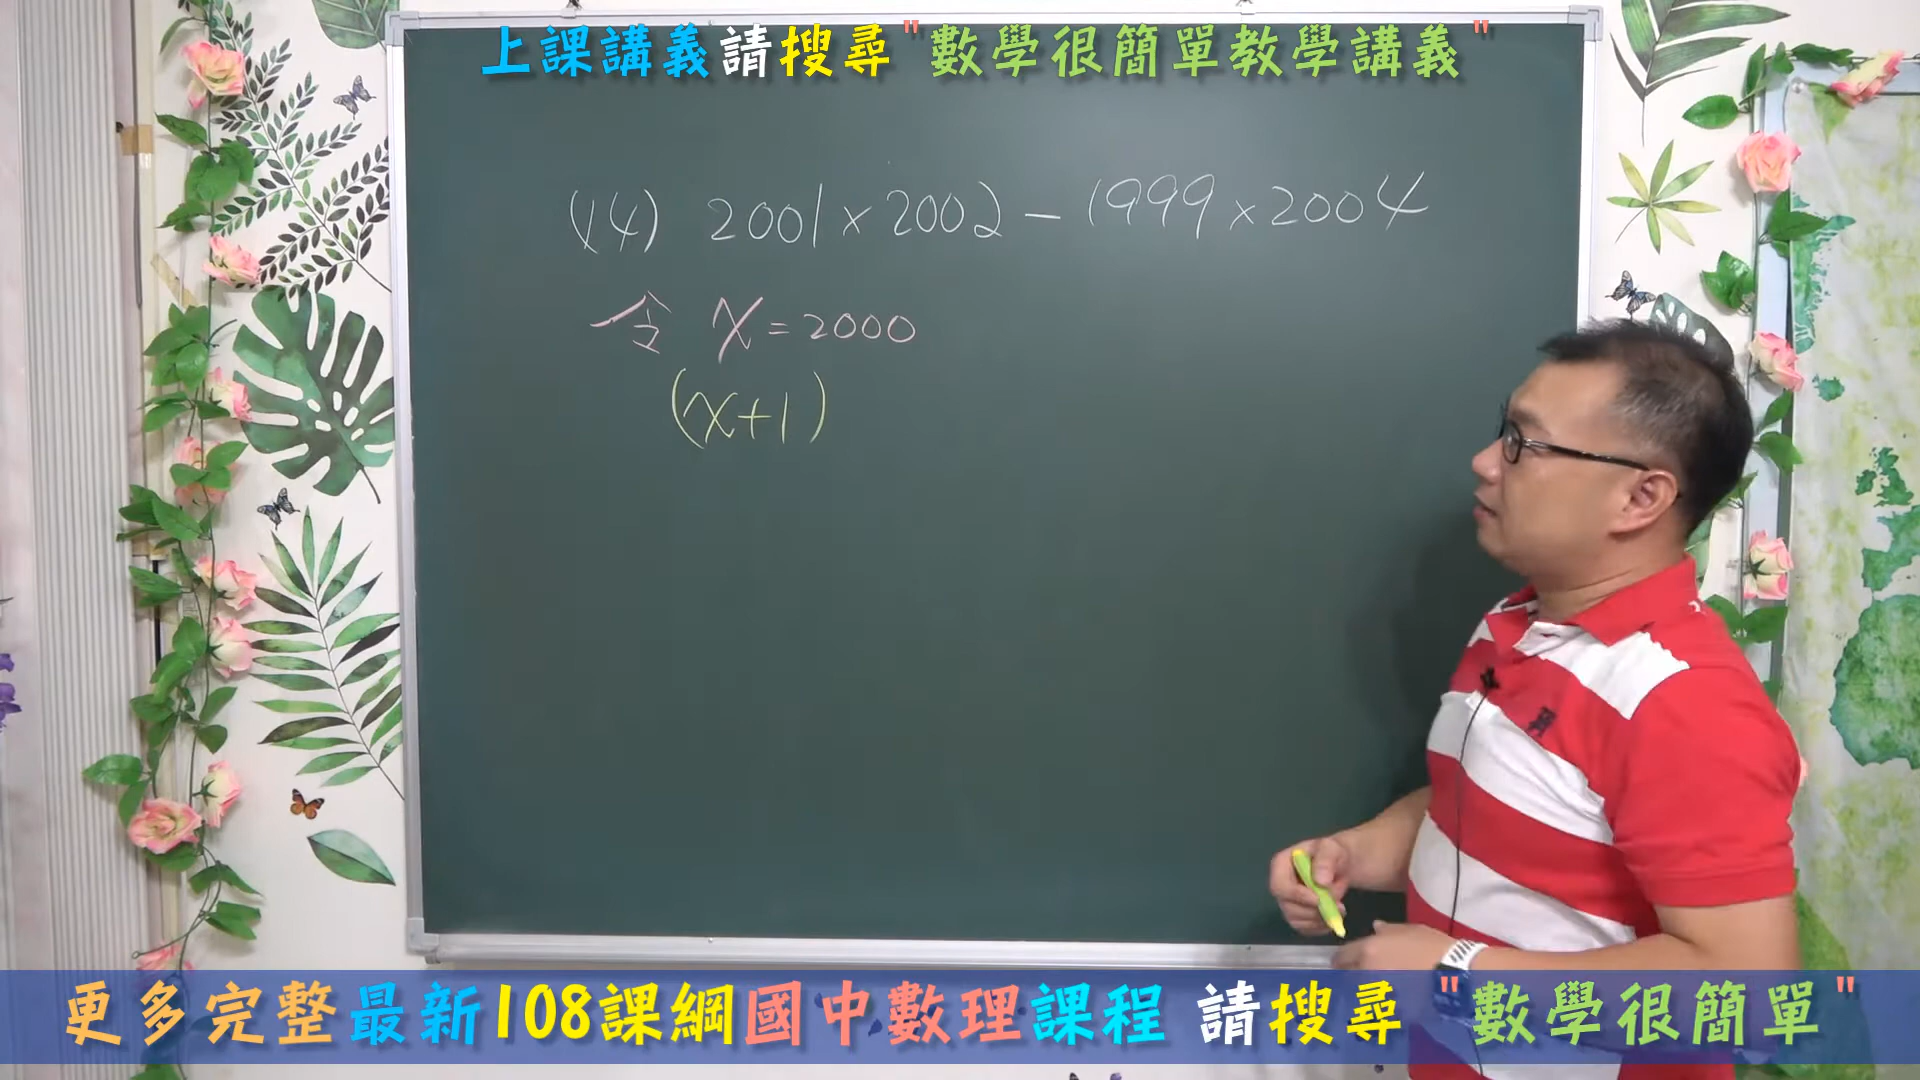 上課講義請搜尋"數學很簡單教學講義"
(14) 2001×2002-1999×2004
令 x=2000
(x+1)
更多完整最新108課綱國中數理課程 請搜尋 "數學很簡單"